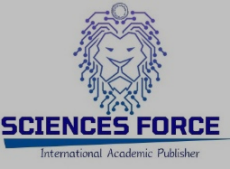 SCIENCES FORCE
International Academic Publisher